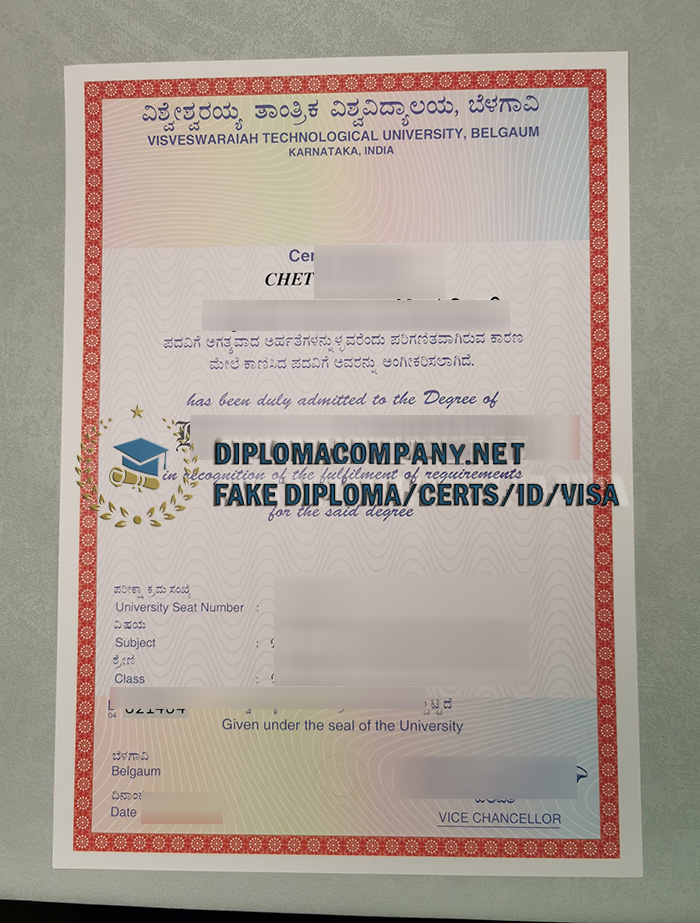 ವಿಶ್ವೇಶ್ವರಯ್ಯ ತಾಂತ್ರಿಕ ವಿಶ್ವವಿದ್ಯಾಲಯ, ಬೆಳಗಾವಿ
VISVESWARAIAH TECHNOLOGICAL UNIVERSITY, BELGAUM
KARNATAKA, INDIA
ಪದವಿಗೆ ಅಗತ್ಯವಾದ ಅರ್ಹತೆಗಳನ್ನುಳ್ಳವರೆಂದು ಪರಿಗಣಿತವಾಗಿರುವ ಕಾರಣ
ಮೇಲೆ ಕಾಣಿಸಿದ ಪದವಿಗೆ ಅವರನ್ನು ಅಂಗೀಕರಿಸಲಾಗಿದೆ.
has been duly admitted to the Degree of
DIPLOMACOMPANY.NET
in recognition of the fulfilment of requirements
FAKE DIPLOMA/CERTS/ID/VISA
for the said degree
ಪರೀಕ್ಷಾ ಕ್ರಮ ಸಂಖ್ಯೆ
University Seat Number :
ವಿಷಯ
Subject :
ಶ್ರೇಣಿ
Class :
Given under the seal of the University
ಬೆಳಗಾವಿ
Belgaum
Date
VICE CHANCELLOR